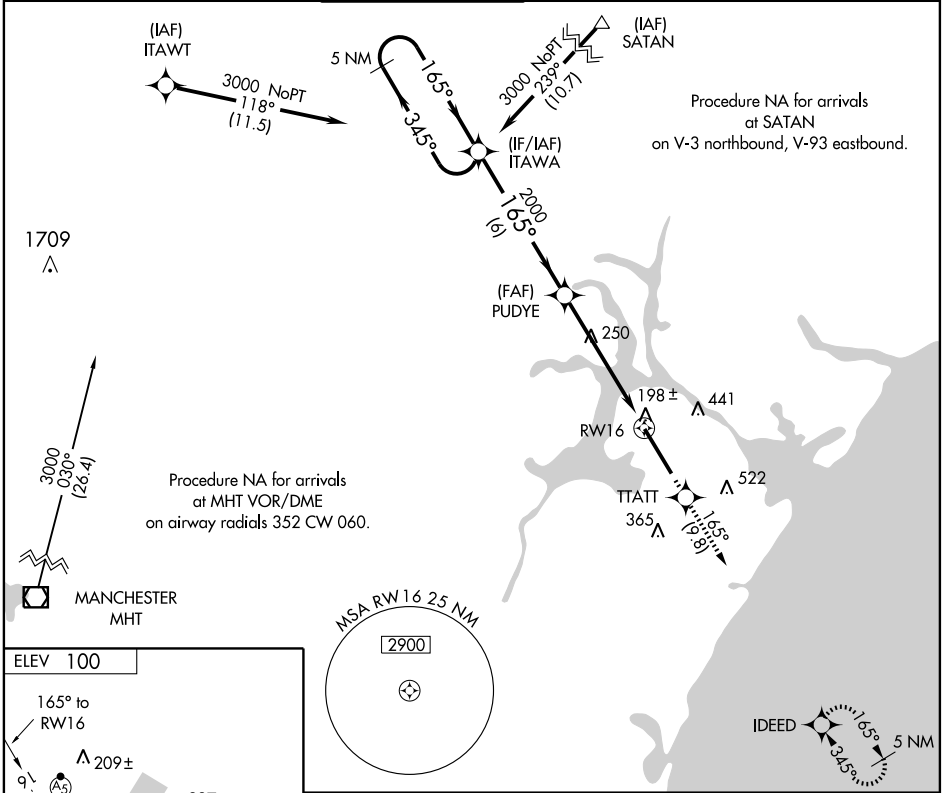 (IAF)
ITAWT
3000 NoPT
118°
(11.5)
5 NM
165°
345°
(IAF)
SATAN
3000 NoPT
239°
(10.7)
(IF/IAF)
ITAWA
Procedure NA for arrivals
at SATAN
on V-3 northbound, V-93 eastbound.
2000
165°
(6)
1709
(FAF)
PUDYE
250
198±
441
RW16
522
TTATT
365
165°
(9.8)
3000
030°
(26.4)
Procedure NA for arrivals
at MHT VOR/DME
on airway radials 352 CW 060.
MANCHESTER
MHT
MSA RW16 25 NM
2900
ELEV 100
165° to
RW16
209±
16
A5
IDEED
165°
345°
5 NM